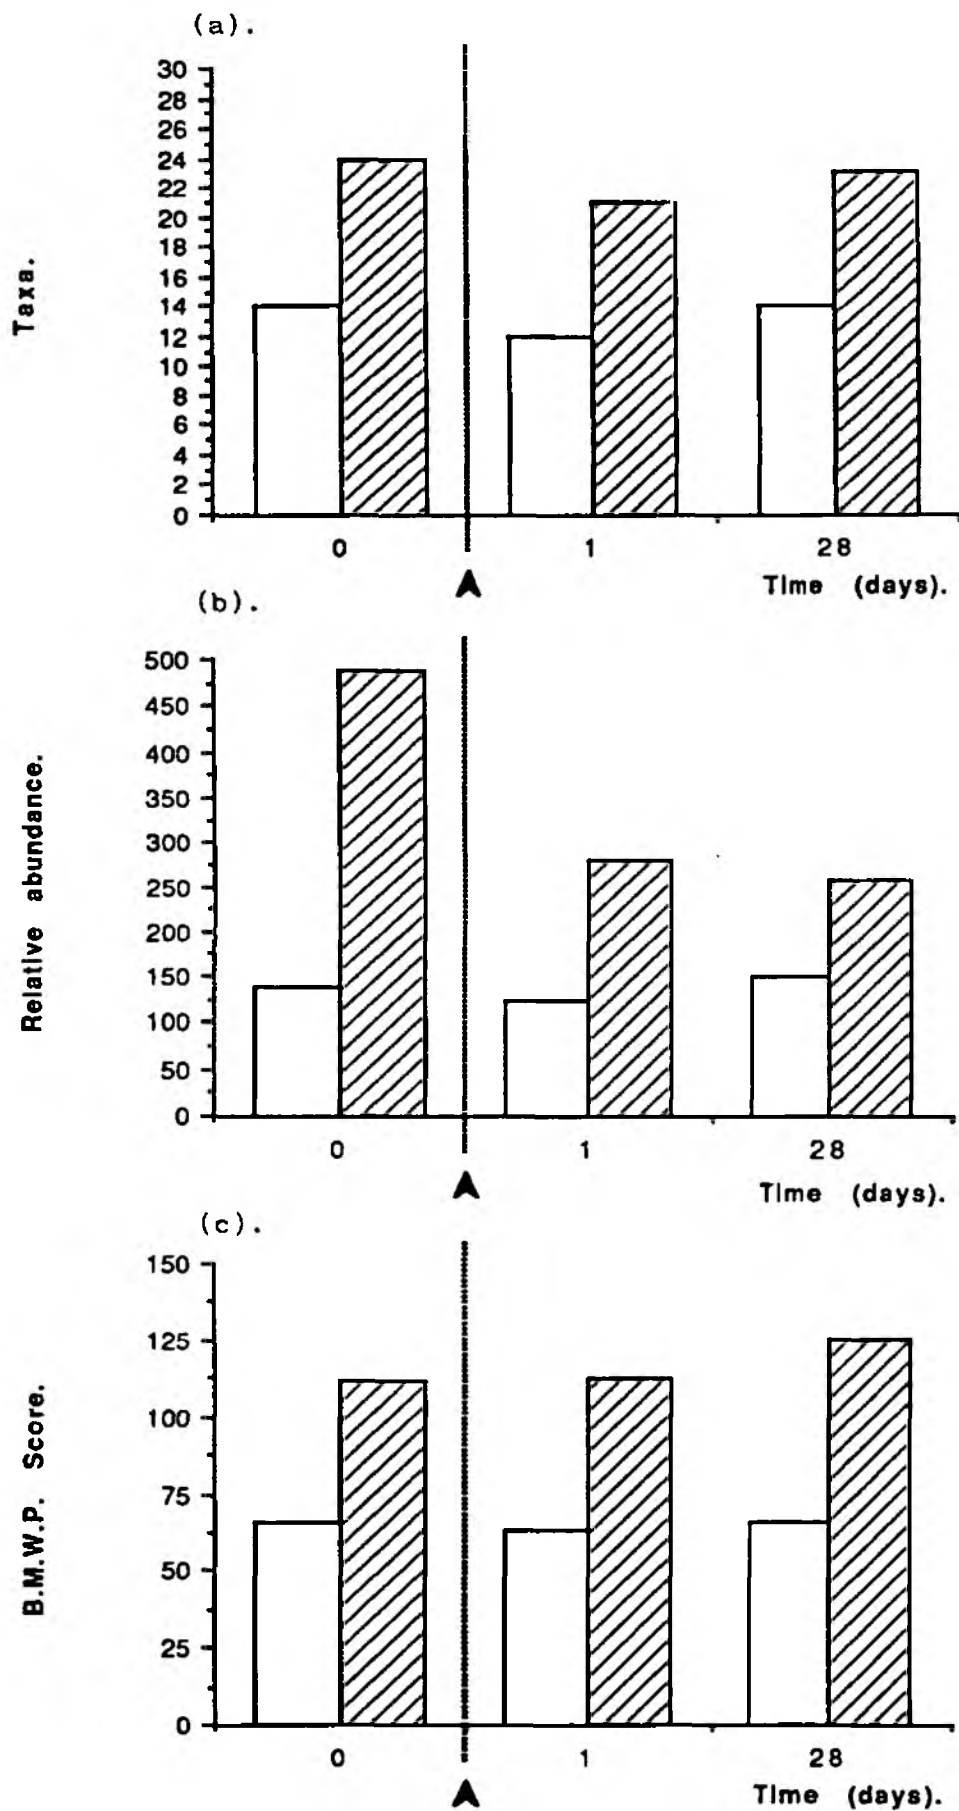 (a).
Taxa.
30
28
26
24
22
20
18
16
14
12
10
8
6
4
2
0
0 1 28
Time (days).
(b).
Relative abundance.
500
450
400
350
300
250
200
150
100
50
0
0 1 28
Time (days).
(c).
B.M.W.P. Score.
150
125
100
75
50
25
0
0 1 28
Time (days).